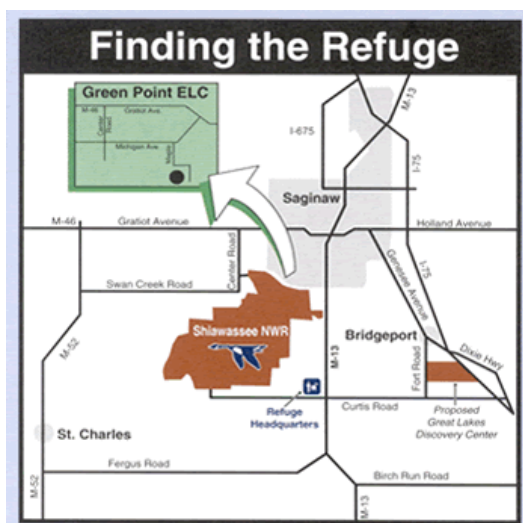 Finding the Refuge
Green Point ELC
M-46
Gratiot Ave.
Center
Road
Michigan Ave.
Maple
M-13
I-675
I-75
Saginaw
M-46
Gratiot Avenue
Holland Avenue
Center Road
Genesee Avenue
I-75
Swan Creek Road
Shiawassee NWR
Bridgeport
M-52
M-13
Fort Road
Dixie Hwy
Refuge
Headquarters
Curtis Road
Proposed
Great Lakes
Discovery Center
St. Charles
Fergus Road
Birch Run Road
M-52
M-13